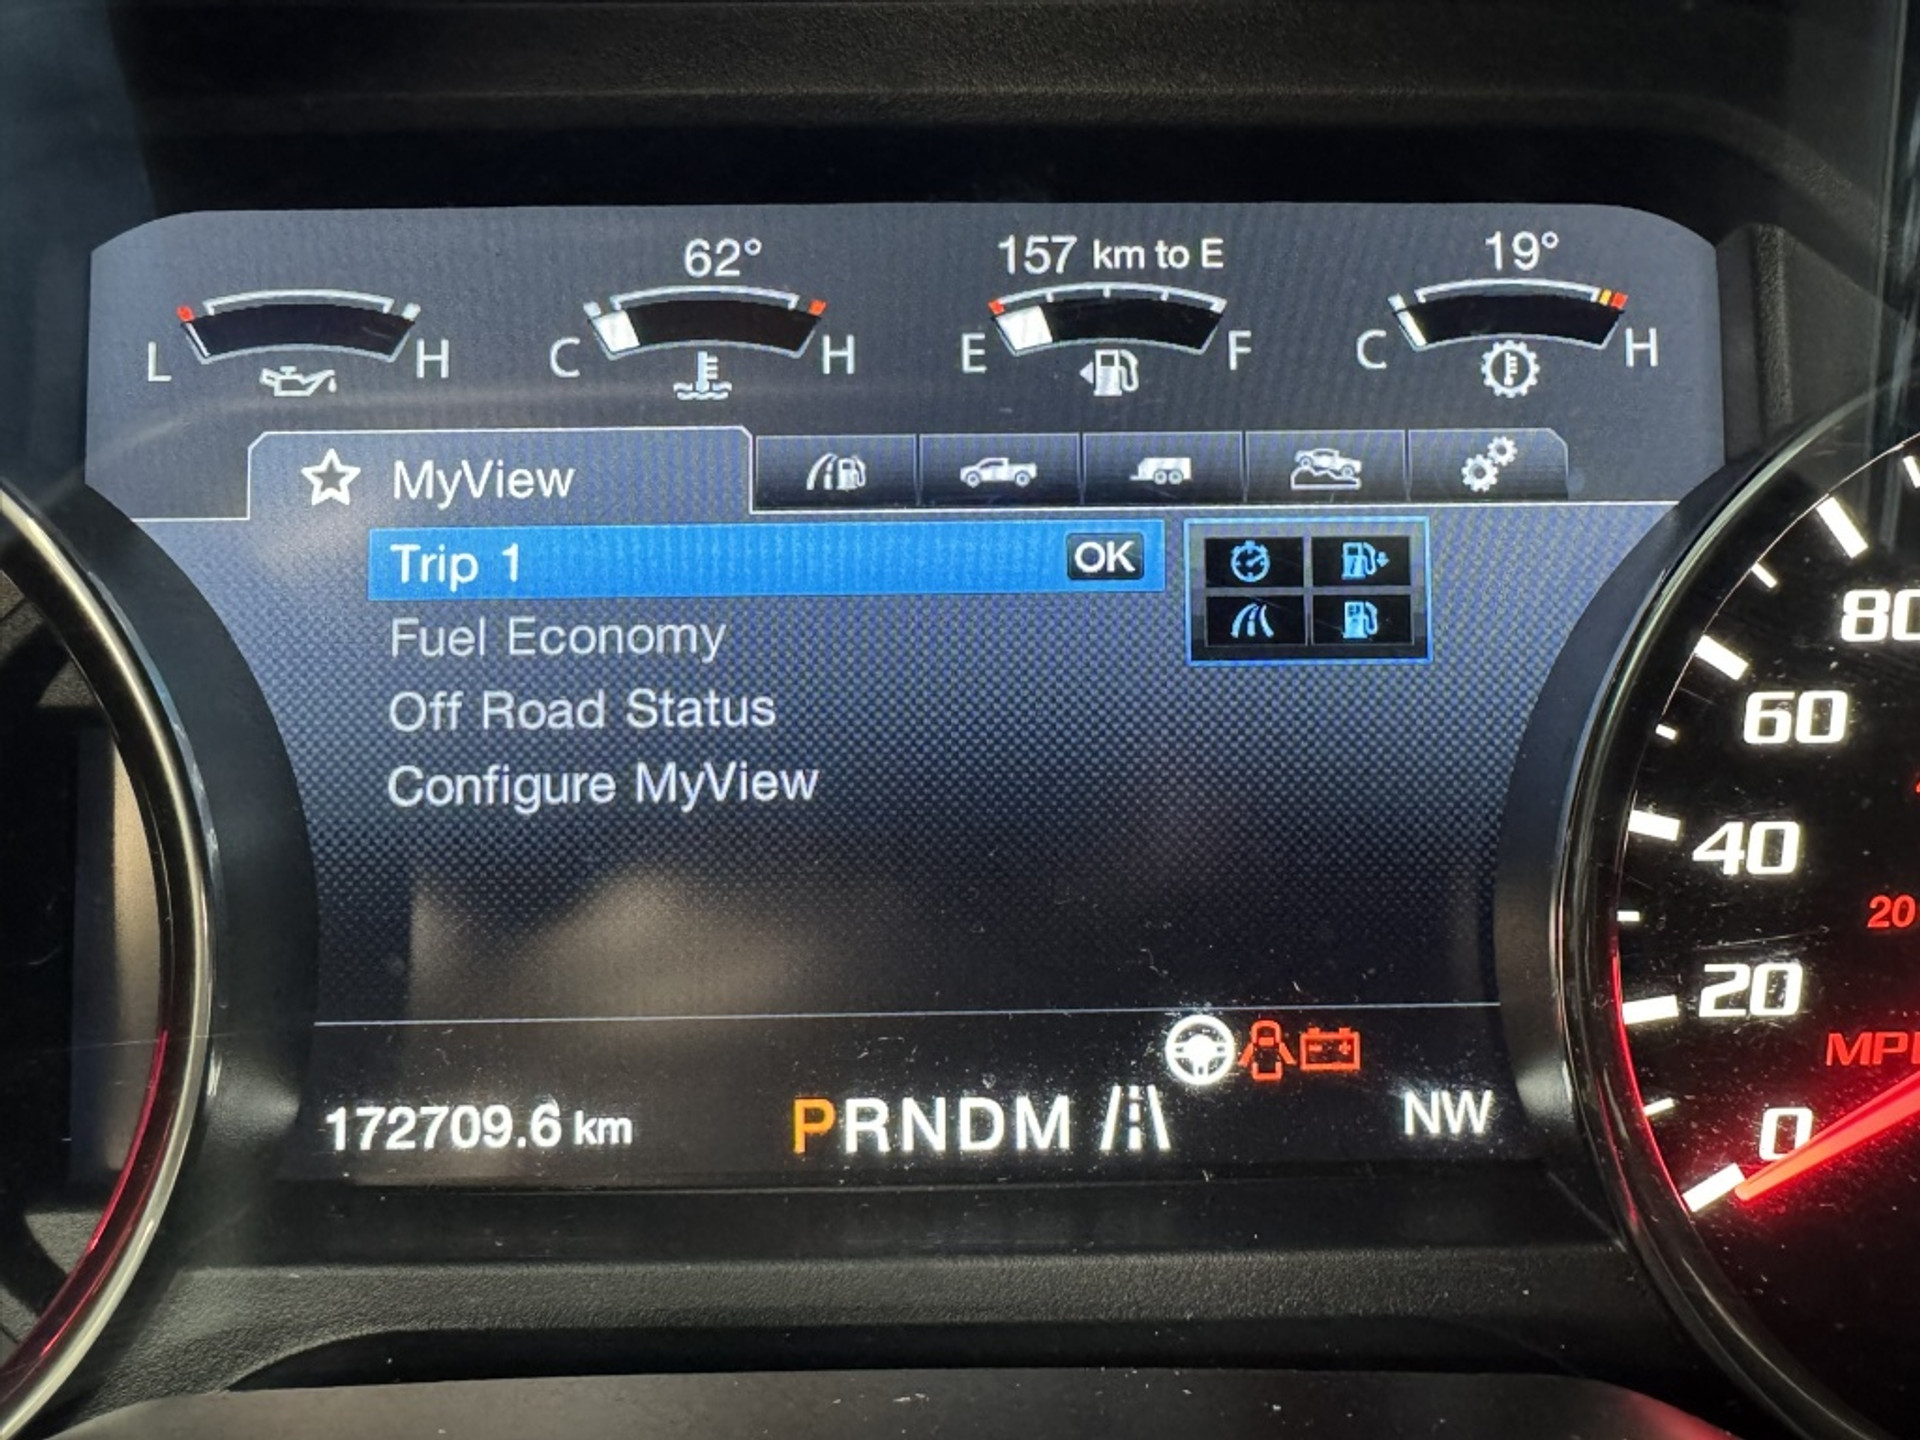 62° 157 km to E 19°
L H C H E F C H
MyView
Trip 1 OK
Fuel Economy
Off Road Status
Configure MyView
172709.6 km PRNDM NW
80
60
40
20
20
0